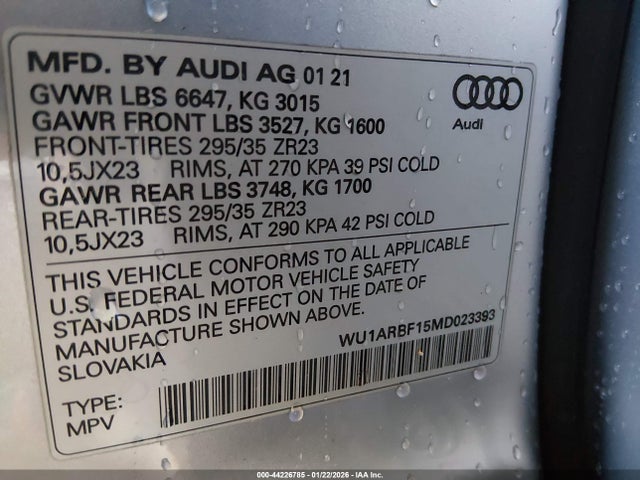 MFD. BY AUDI AG 01 21
GVWR LBS 6647, KG 3015
GAWR FRONT LBS 3527, KG 1600
FRONT-TIRES 295/35 ZR23
10,5JX23 RIMS, AT 270 KPA 39 PSI COLD
GAWR REAR LBS 3748, KG 1700
REAR-TIRES 295/35 ZR23
10,5JX23 RIMS, AT 290 KPA 42 PSI COLD
Audi
THIS VEHICLE CONFORMS TO ALL APPLICABLE
U.S. FEDERAL MOTOR VEHICLE SAFETY
STANDARDS IN EFFECT ON THE DATE OF
MANUFACTURE SHOWN ABOVE.
SLOVAKIA
WU1ARBF15MD023393
TYPE:
MPV
000-44226785 - 01/22/2026 - IAA Inc.